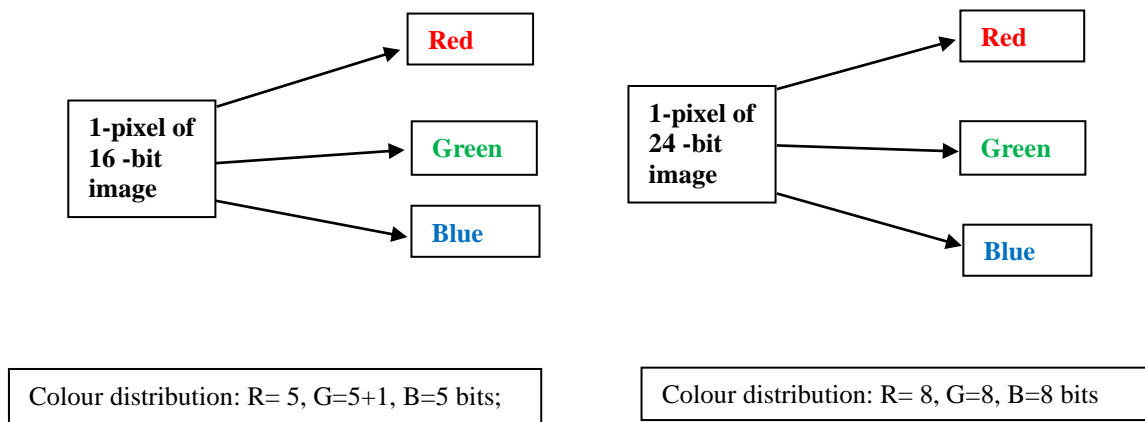 1-pixel of
16 -bit
image
Red
Green
Blue
Colour distribution: R= 5, G=5+1, B=5 bits;
1-pixel of
24 -bit
image
Red
Green
Blue
Colour distribution: R= 8, G=8, B=8 bits